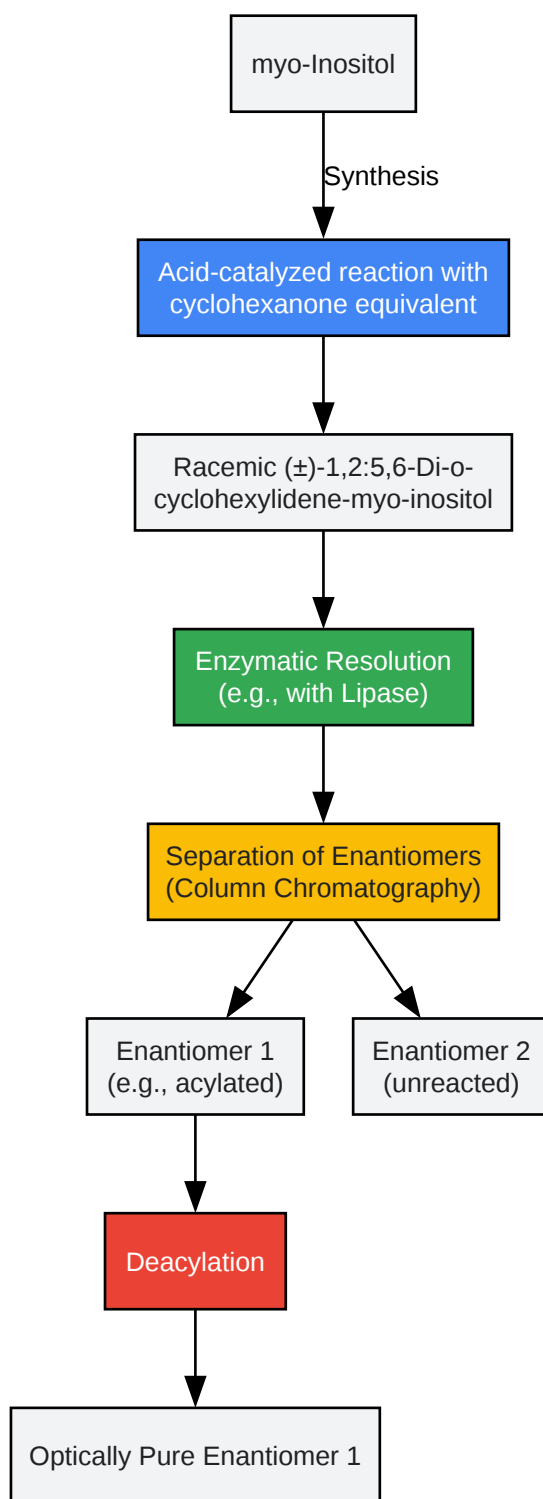 myo-Inositol
Synthesis
Acid-catalyzed reaction with
cyclohexanone equivalent
Racemic (±)-1,2:5,6-Di-o-
cyclohexylidene-myo-inositol
Enzymatic Resolution
(e.g., with Lipase)
Separation of Enantiomers
(Column Chromatography)
Enantiomer 1
(e.g., acylated)
Enantiomer 2
(unreacted)
Deacylation
Optically Pure Enantiomer 1